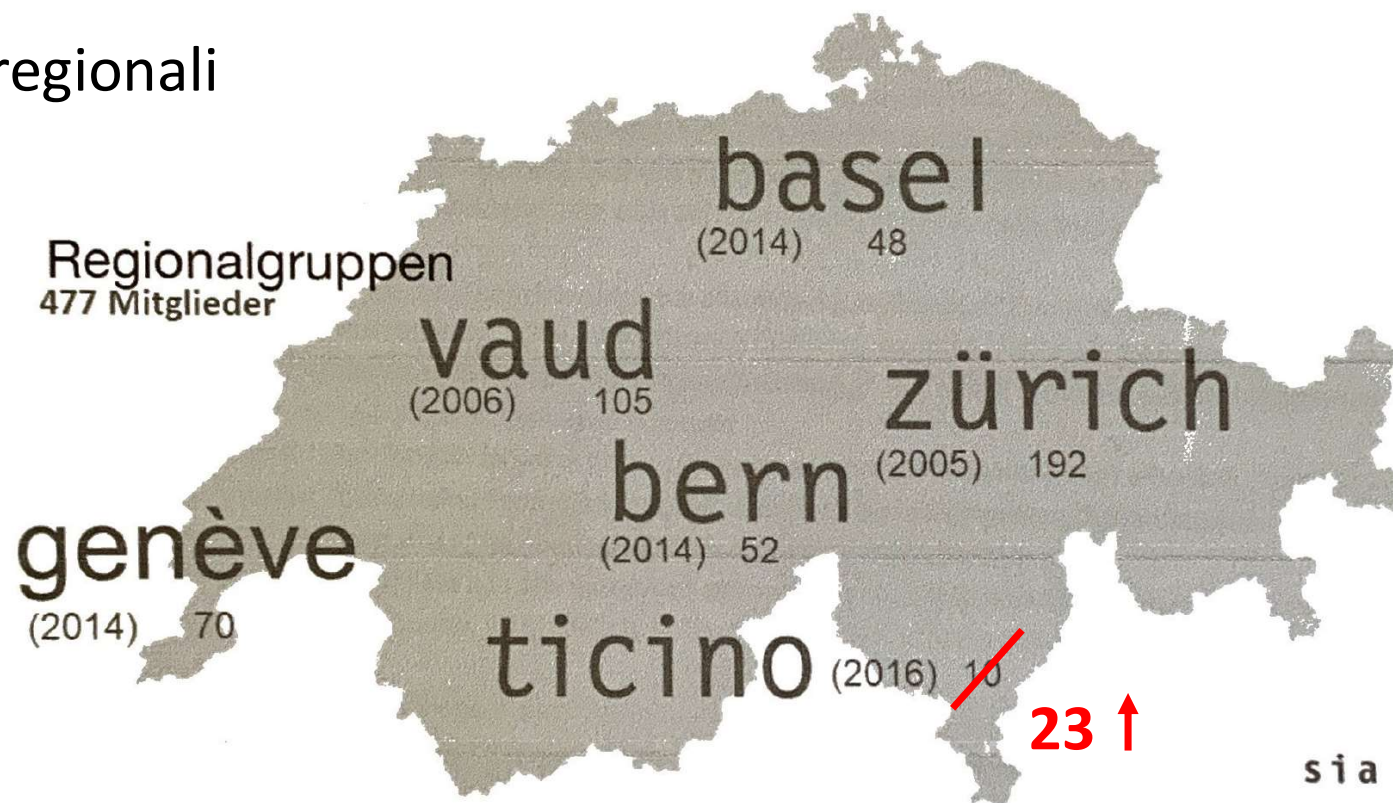 regionali
basel
(2014) 48
Regionalgruppen
477 Mitglieder
vaud
(2006) 105
zürich
(2005) 192
bern
(2014) 52
genève
(2014) 70
ticino (2016) 10
23
sia